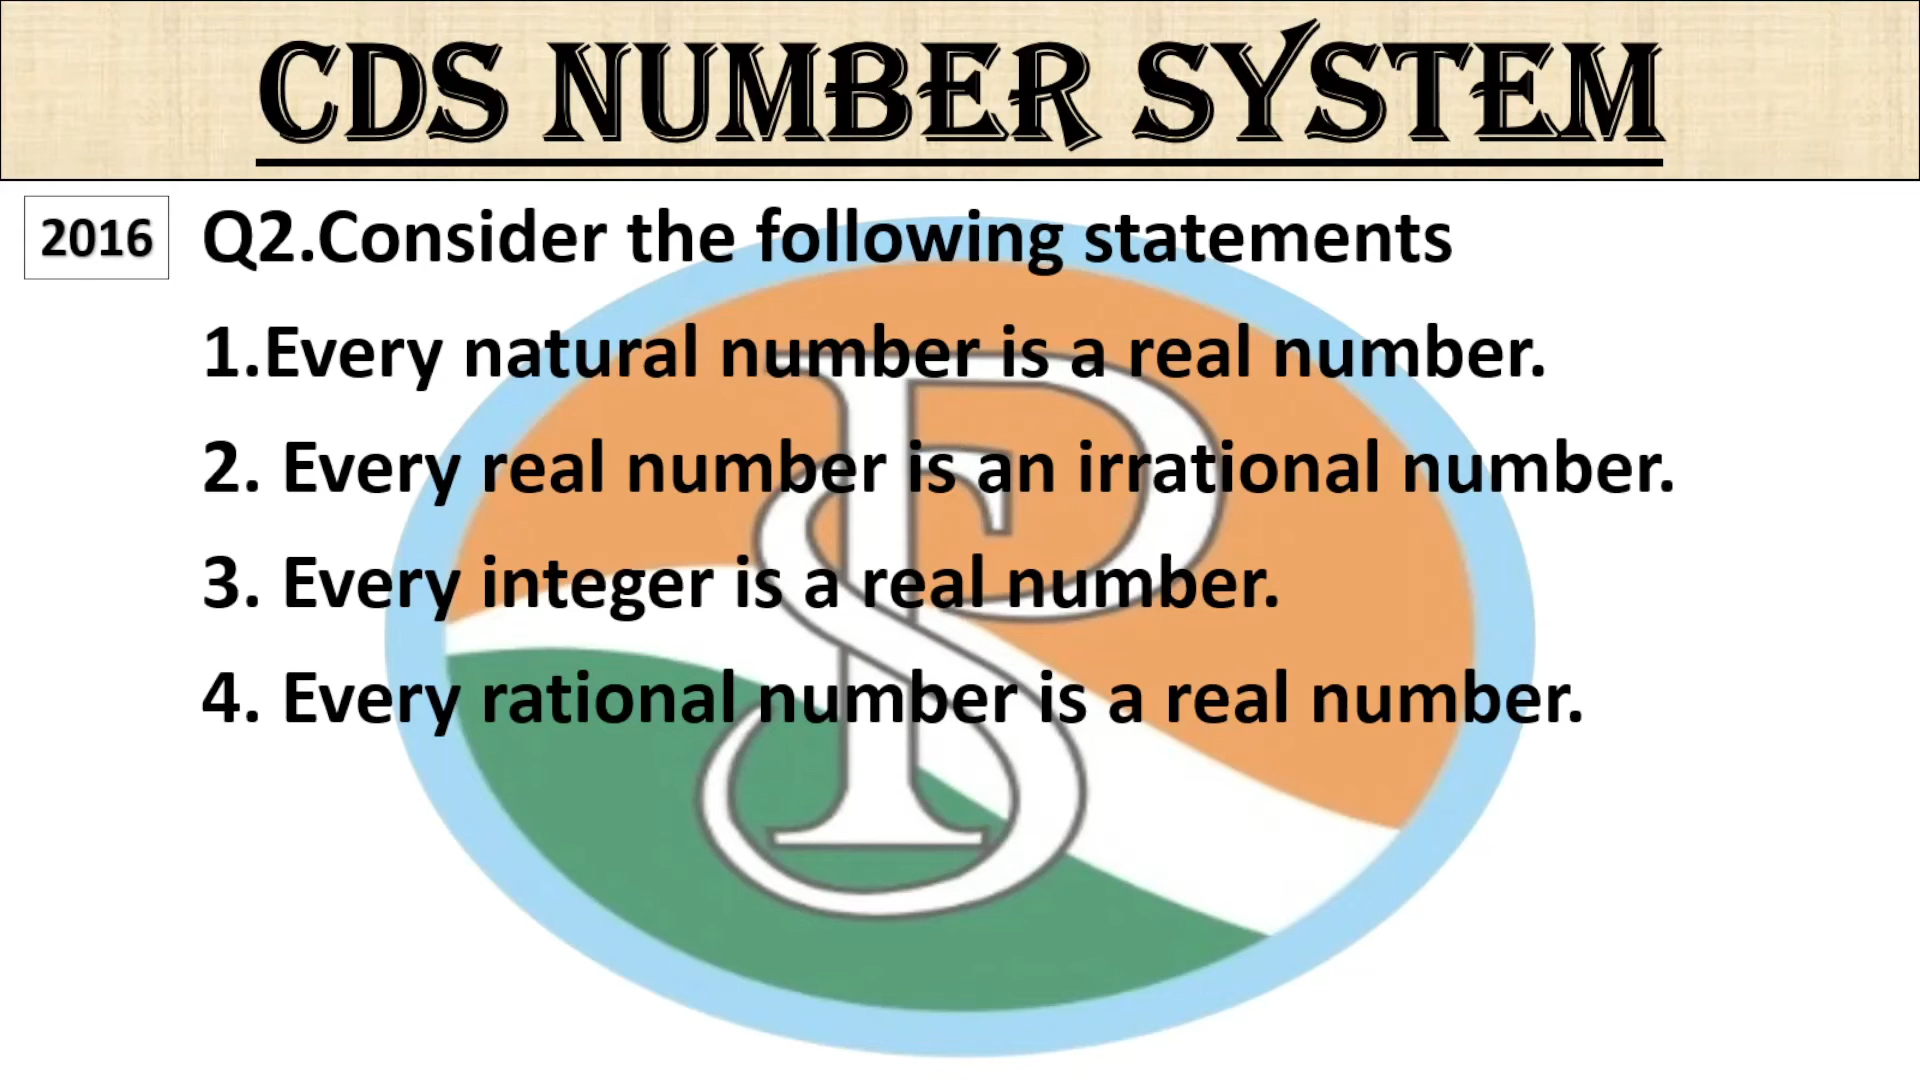 CDS NUMBER SYSTEM
2016
Q2.Consider the following statements
1.Every natural number is a real number.
2. Every real number is an irrational number.
3. Every integer is a real number.
4. Every rational number is a real number.